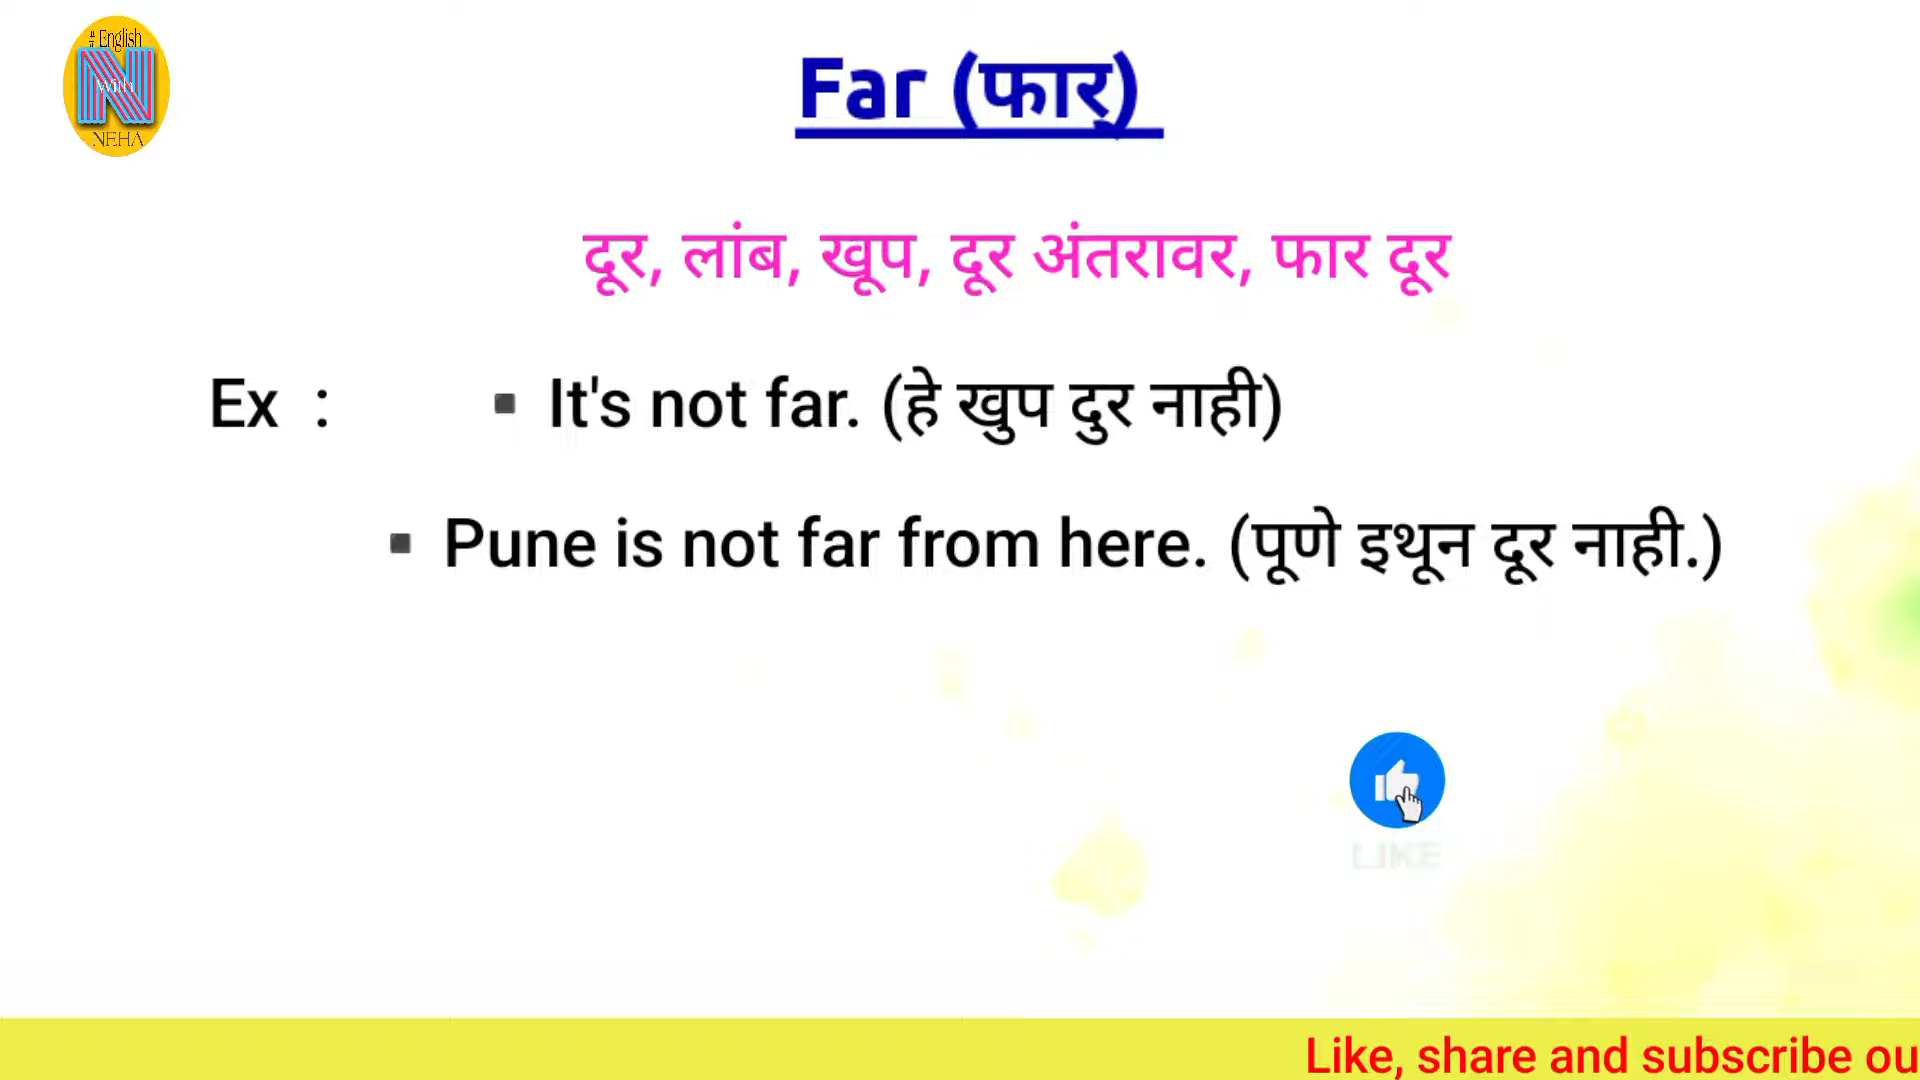 # English
With
NEHA
Far (फार्)
दूर, लांब, खूप, दूर अंतरावर, फार दूर
Ex : ▪ It's not far. (हे खुप दुर नाही)
▪ Pune is not far from here. (पूणे इथून दूर नाही.)
LIKE
Like, share and subscribe ou